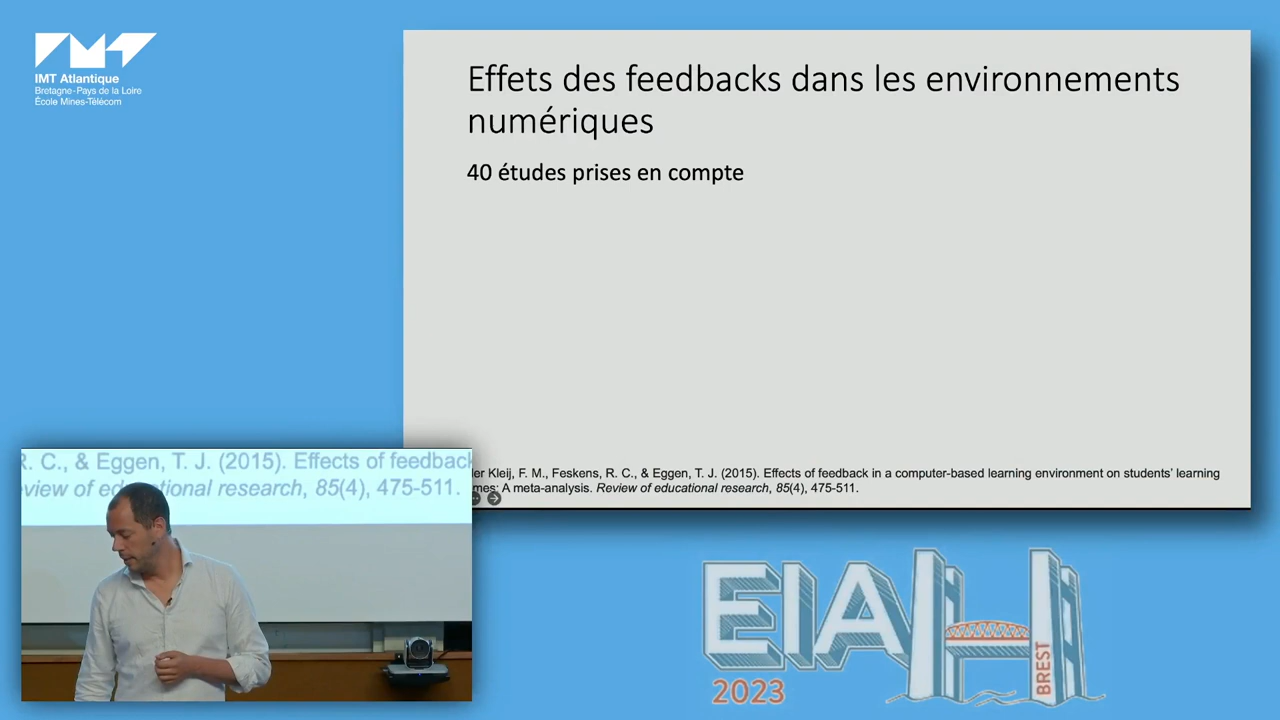 IMT Atlantique
Bretagne-Pays de la Loire
École Mines-Télécom
Effets des feedbacks dans les environnements
numériques
40 études prises en compte
der Kleij, F. M., Feskens, R. C., & Eggen, T. J. (2015). Effects of feedback in a computer-based learning environment on students’ learning
mes: A meta-analysis. Review of educational research, 85(4), 475-511.
R. C., & Eggen, T. J. (2015). Effects of feedback
view of educational research, 85(4), 475-511.
EIAH
BREST
2023